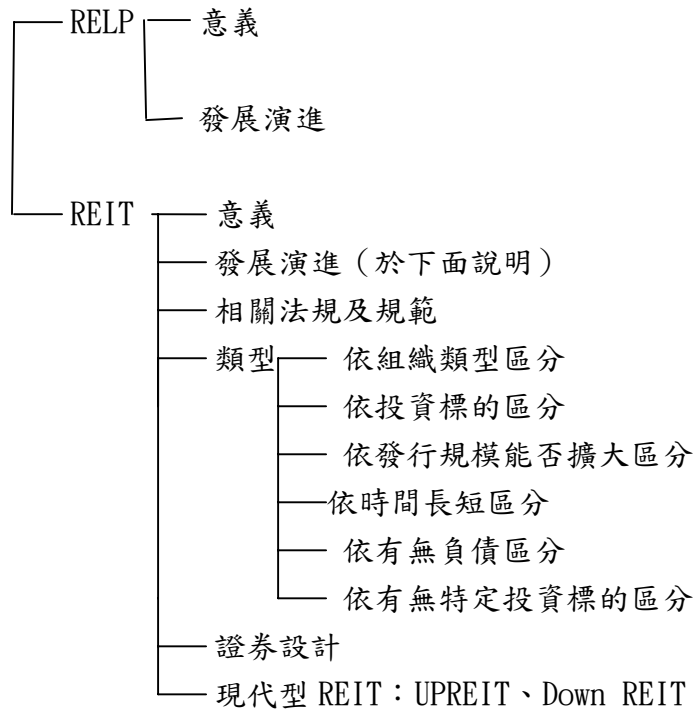 RELP 意義
發展演進
REIT 意義
發展演進（於下面說明）
相關法規及規範
類型 依組織類型區分
依投資標的區分
依發行規模能否擴大區分
依時間長短區分
依有無負債區分
依有無特定投資標的區分
證券設計
現代型 REIT：UPREIT、Down REIT